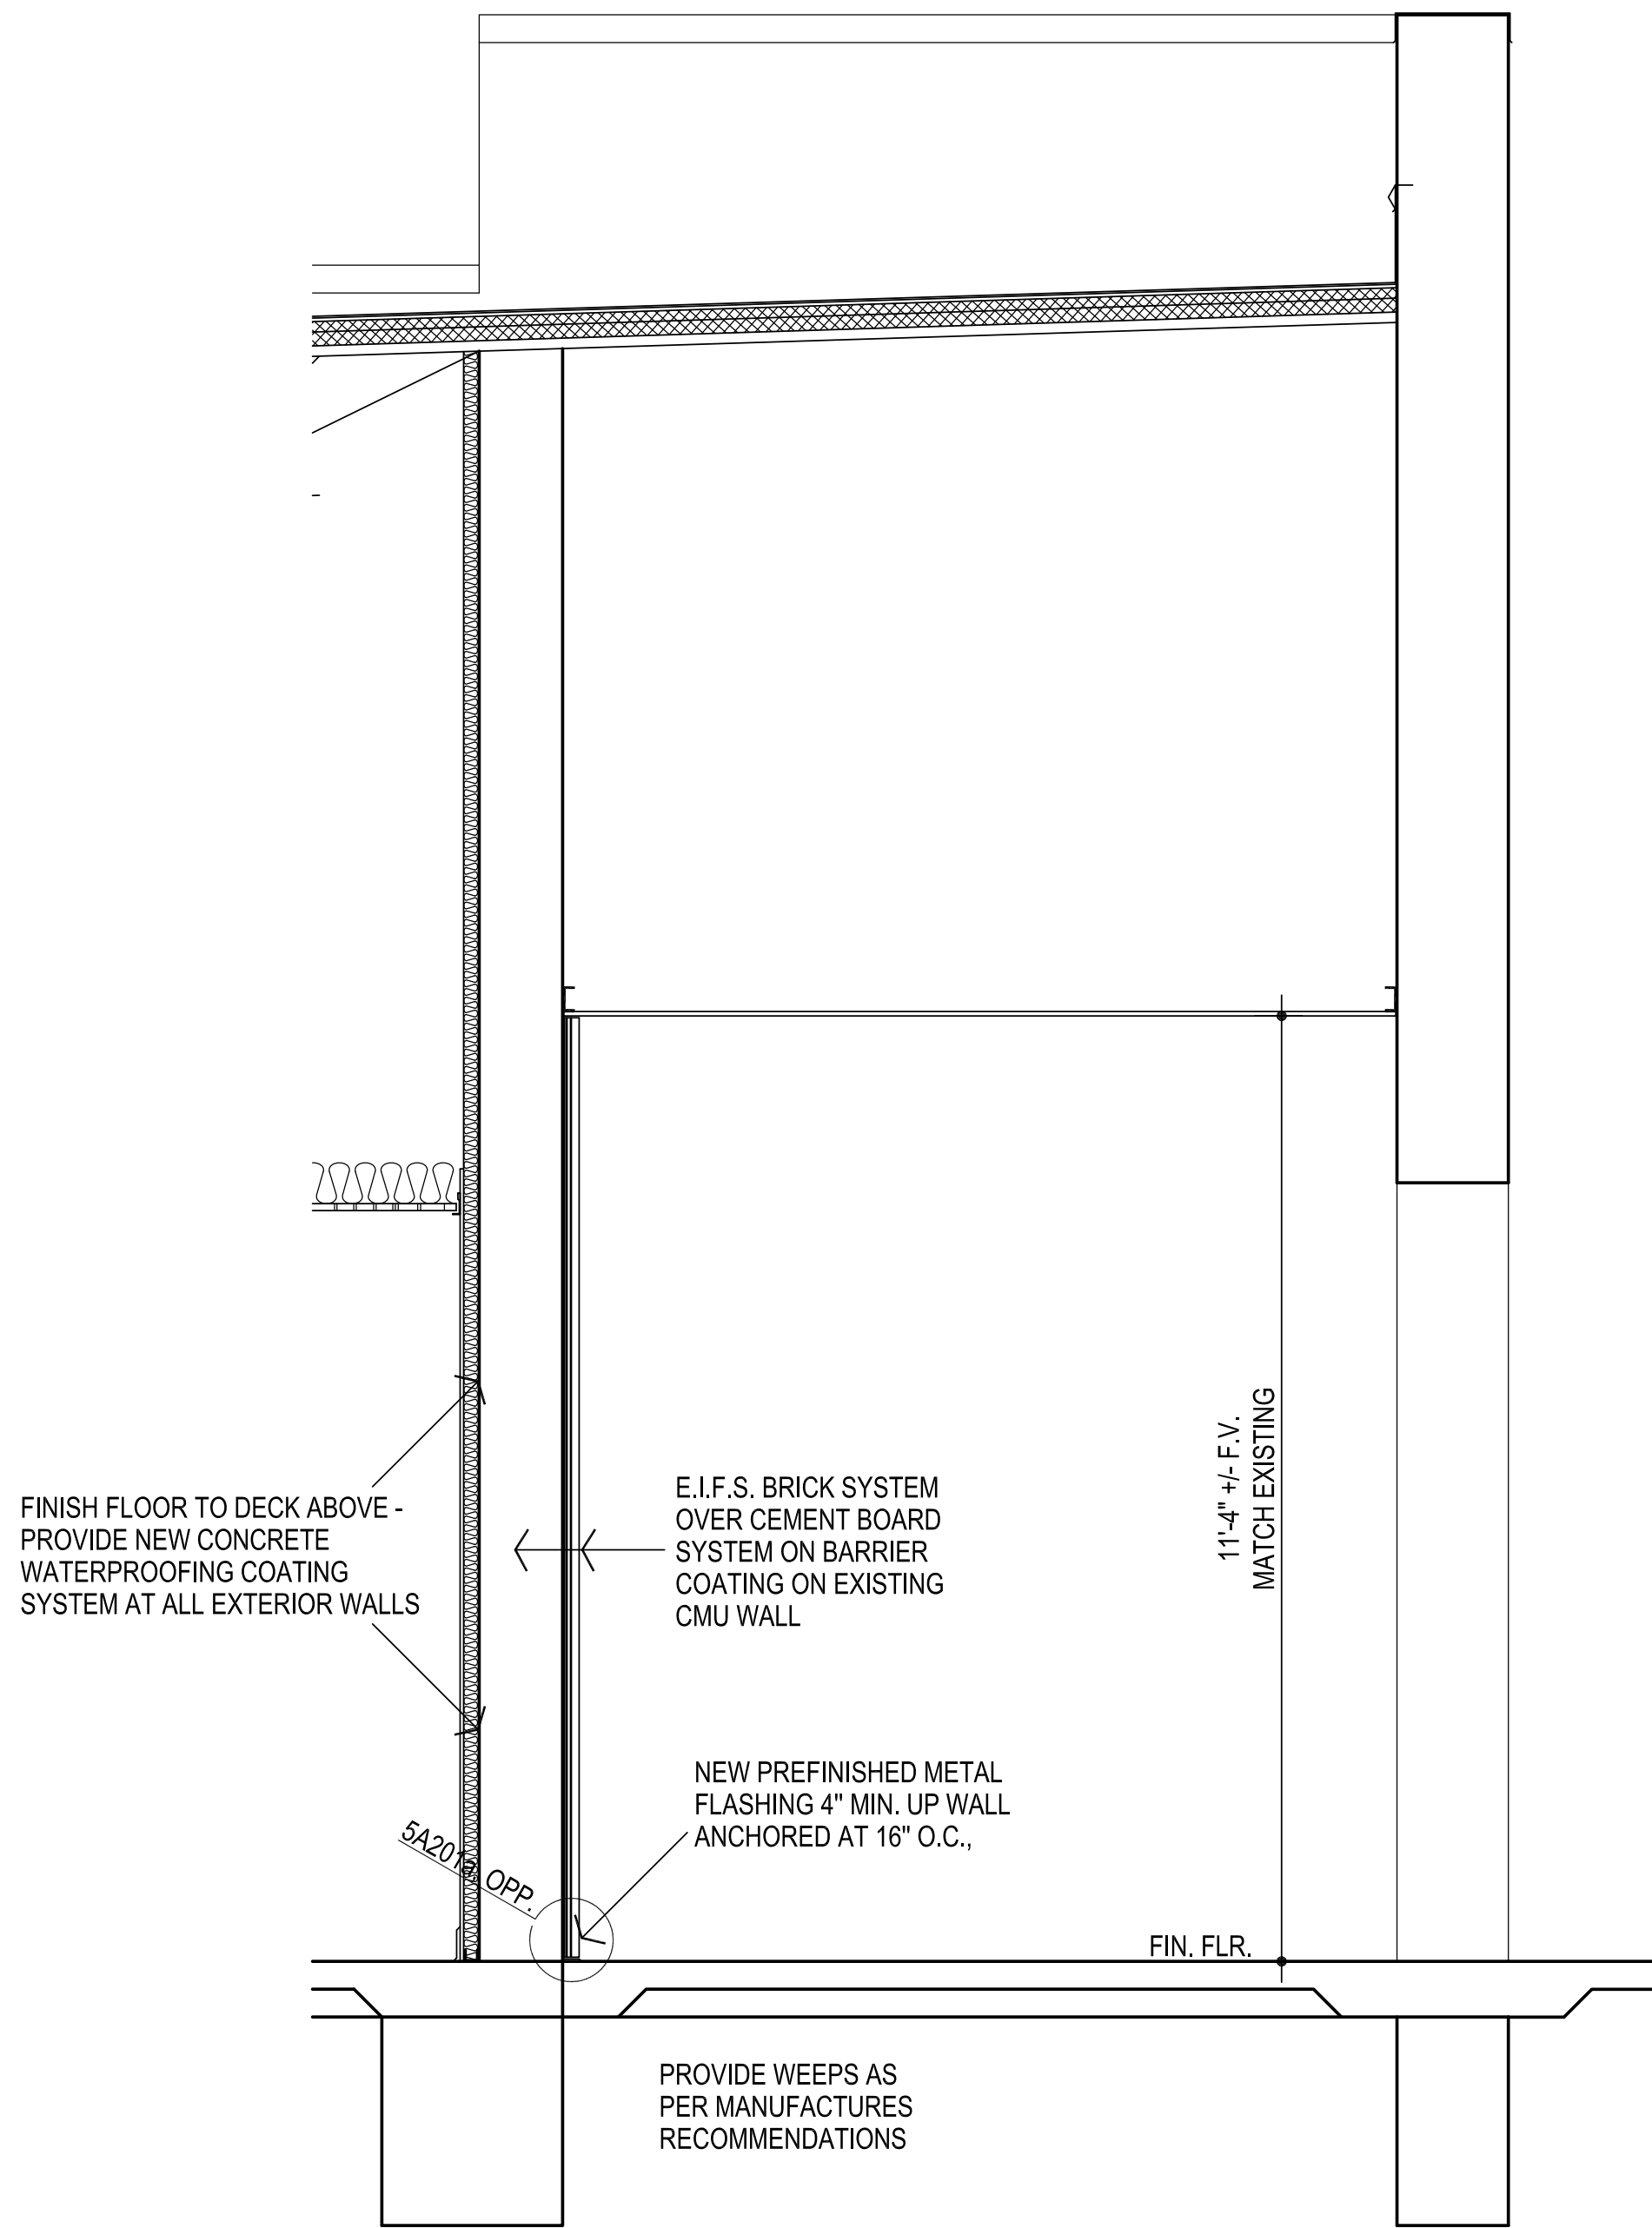 FINISH FLOOR TO DECK ABOVE -
PROVIDE NEW CONCRETE
WATERPROOFING COATING
SYSTEM AT ALL EXTERIOR WALLS
E.I.F.S. BRICK SYSTEM
OVER CEMENT BOARD
SYSTEM ON BARRIER
COATING ON EXISTING
CMU WALL
11'-4" +/- F.V.
MATCH EXISTING
NEW PREFINISHED METAL
FLASHING 4" MIN. UP WALL
ANCHORED AT 16" O.C.,
5A201a, OPP.
FIN. FLR.
PROVIDE WEEPS AS
PER MANUFACTURES
RECOMMENDATIONS